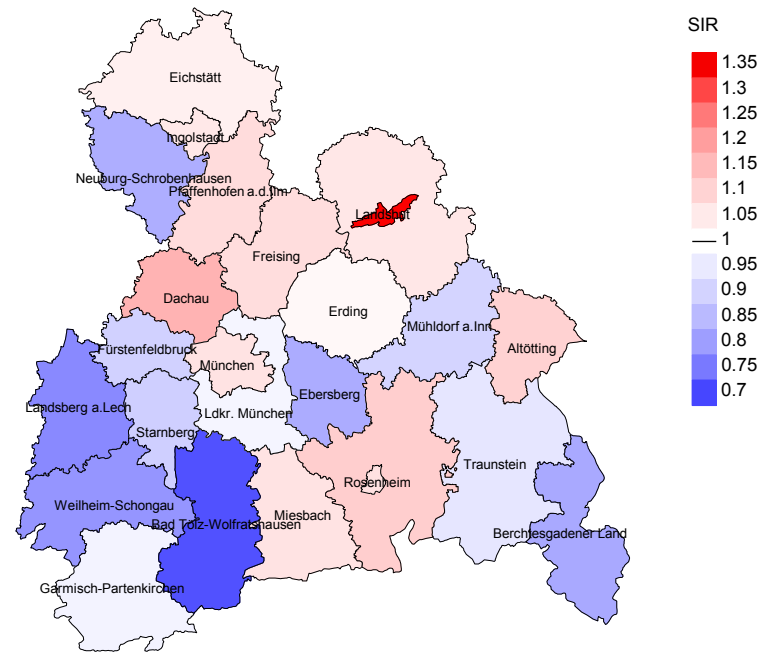 SIR
1.35
1.3
1.25
1.2
1.15
1.1
1.05
1
0.95
0.9
0.85
0.8
0.75
0.7
Eichstätt
Ingolstadt
Neuburg-Schrobenhausen
Pfaffenhofen a.d.Ilm
Landshut
Freising
Dachau
Erding
Mühldorf a.Inn
Altötting
Fürstenfeldbruck
München
Ebersberg
Landsberg a.Lech
Ldkr. München
Starnberg
Traunstein
Rosenheim
Weilheim-Schongau
Miesbach
Bad Tölz-Wolfratshausen
Berchtesgadener Land
Garmisch-Partenkirchen